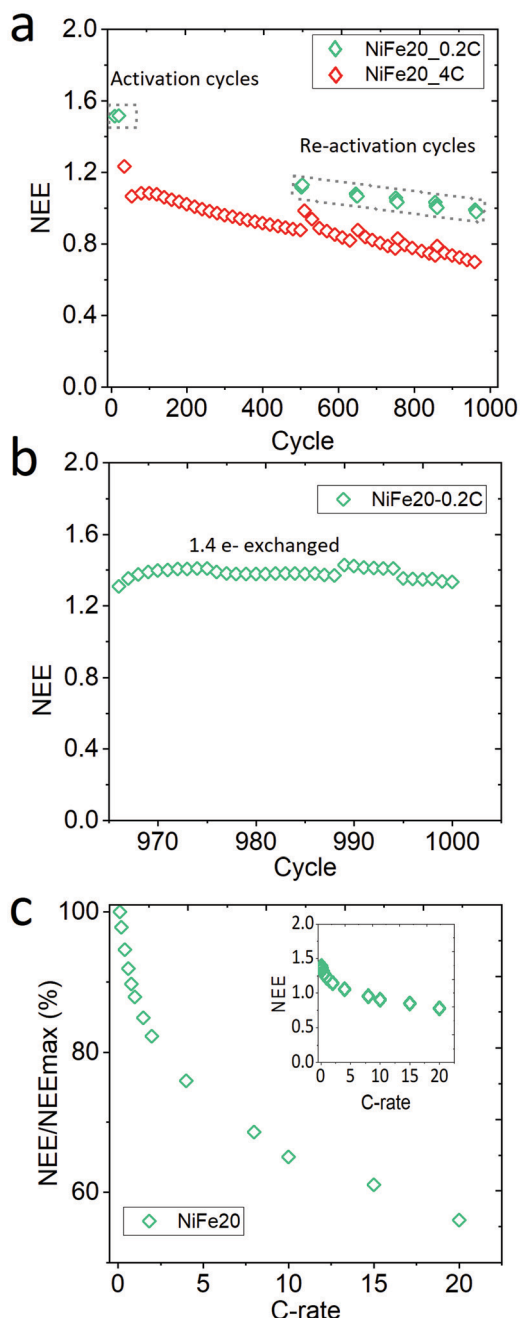 a
2.0
1.6
1.2
0.8
0.4
0.0
NEE
NiFe20_0.2C
NiFe20_4C
Activation cycles
Re-activation cycles
0 200 400 600 800 1000
Cycle
b
2.0
1.6
1.2
0.8
0.4
0.0
NEE
NiFe20-0.2C
1.4 e- exchanged
970 980 990 1000
Cycle
c
100
80
60
NEE/NEEmax (%)
2.0
1.5
1.0
0.5
0.0
NEE
0 5 10 15 20
C-rate
NiFe20
0 5 10 15 20
C-rate